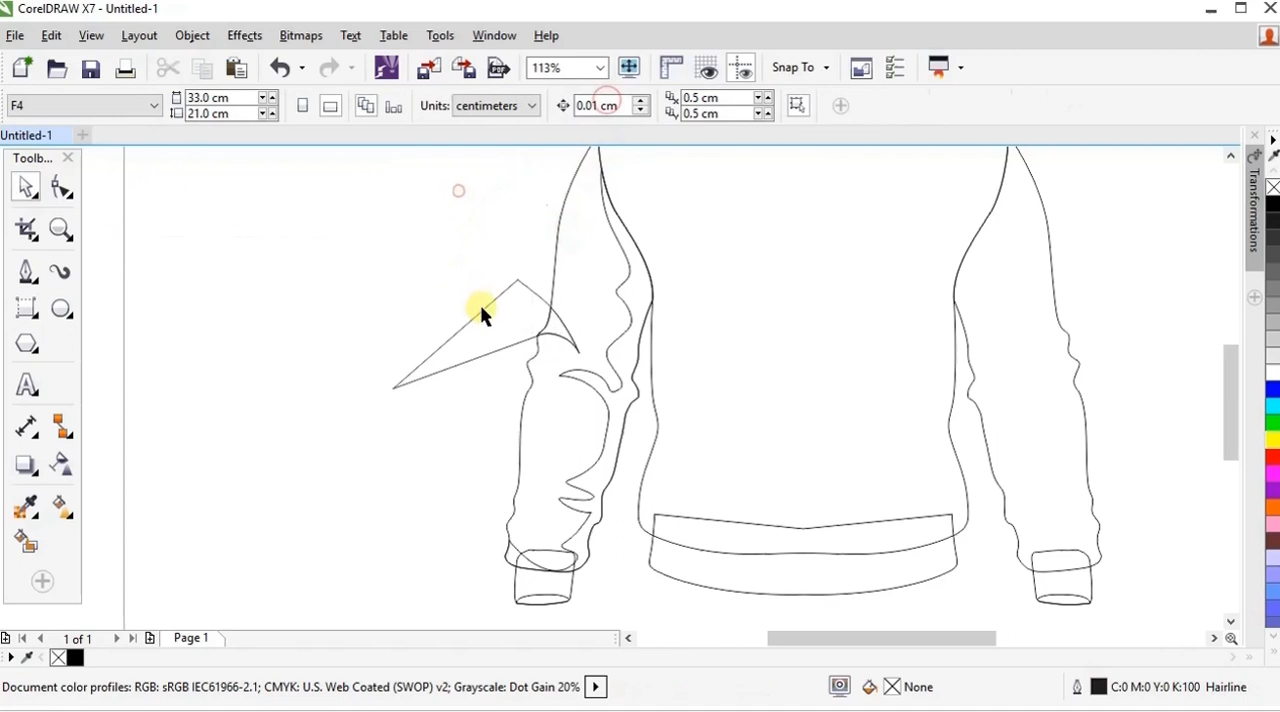 CorelDRAW X7 - Untitled-1
File Edit View Layout Object Effects Bitmaps Text Table Tools Window Help
PDF 113% Snap To
F4 33.0 cm 21.0 cm Units: centimeters 0.01 cm 0.5 cm 0.5 cm
Untitled-1
Toolb...
Transformations
1 of 1 Page 1
Document color profiles: RGB: sRGB IEC61966-2.1; CMYK: U.S. Web Coated (SWOP) v2; Grayscale: Dot Gain 20% None C:0 M:0 Y:0 K:100 Hairline